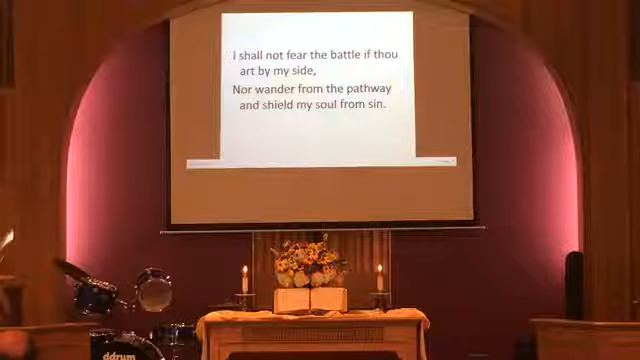 I shall not fear the battle if thou
art by my side,
Nor wander from the pathway
and shield my soul from sin.
ddrum